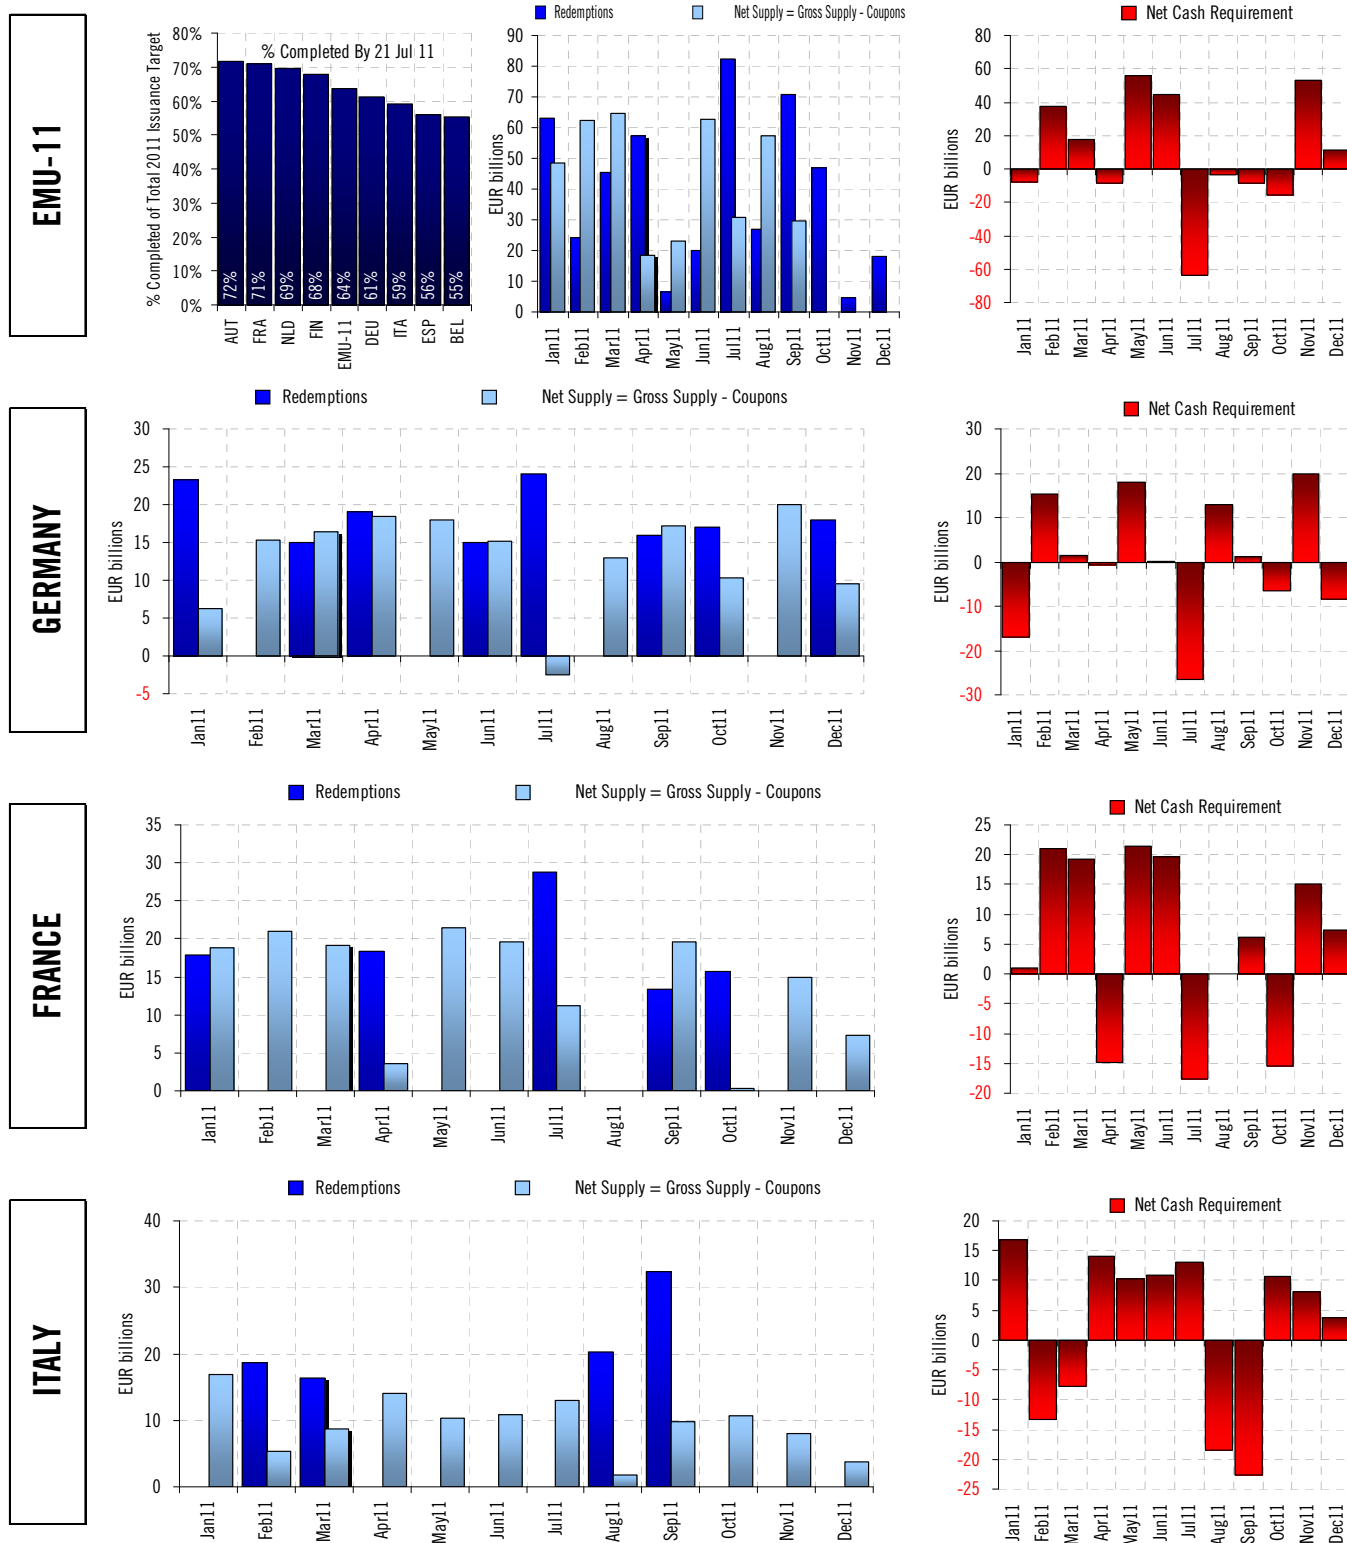 EMU-11
% Completed of Total 2011 Issuance Target
80%
70%
60%
50%
40%
30%
20%
10%
0%
% Completed By 21 Jul 11
72%
71%
69%
68%
64%
61%
59%
56%
55%
AUT
FRA
NLD
FIN
EMU-11
DEU
ITA
ESP
BEL
Redemptions
Net Supply = Gross Supply - Coupons
EUR billions
90
80
70
60
50
40
30
20
10
0
Jan11
Feb11
Mar11
Apr11
May11
Jun11
Jul11
Aug11
Sep11
Oct11
Nov11
Dec11
Net Cash Requirement
EUR billions
80
60
40
20
0
-20
-40
-60
-80
Jan11
Feb11
Mar11
Apr11
May11
Jun11
Jul11
Aug11
Sep11
Oct11
Nov11
Dec11
GERMANY
Redemptions
Net Supply = Gross Supply - Coupons
EUR billions
30
25
20
15
10
5
0
-5
Jan11
Feb11
Mar11
Apr11
May11
Jun11
Jul11
Aug11
Sep11
Oct11
Nov11
Dec11
Net Cash Requirement
EUR billions
30
20
10
0
-10
-20
-30
Jan11
Feb11
Mar11
Apr11
May11
Jun11
Jul11
Aug11
Sep11
Oct11
Nov11
Dec11
FRANCE
Redemptions
Net Supply = Gross Supply - Coupons
EUR billions
35
30
25
20
15
10
5
0
Jan11
Feb11
Mar11
Apr11
May11
Jun11
Jul11
Aug11
Sep11
Oct11
Nov11
Dec11
Net Cash Requirement
EUR billions
25
20
15
10
5
0
-5
-10
-15
-20
Jan11
Feb11
Mar11
Apr11
May11
Jun11
Jul11
Aug11
Sep11
Oct11
Nov11
Dec11
ITALY
Redemptions
Net Supply = Gross Supply - Coupons
EUR billions
40
30
20
10
0
Jan11
Feb11
Mar11
Apr11
May11
Jun11
Jul11
Aug11
Sep11
Oct11
Nov11
Dec11
Net Cash Requirement
EUR billions
20
15
10
5
0
-5
-10
-15
-20
-25
Jan11
Feb11
Mar11
Apr11
May11
Jun11
Jul11
Aug11
Sep11
Oct11
Nov11
Dec11